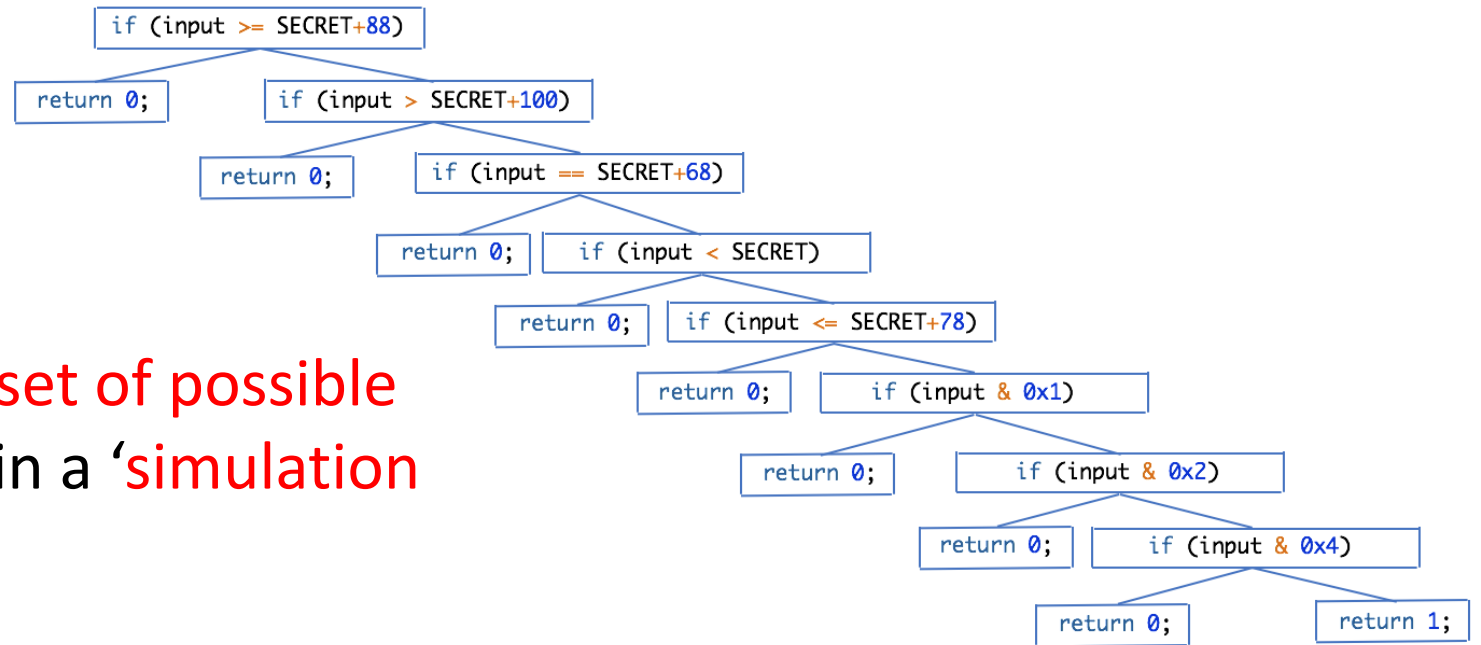 if (input >= SECRET+88)
return 0;
if (input > SECRET+100)
return 0;
if (input == SECRET+68)
return 0;
if (input < SECRET)
return 0;
if (input <= SECRET+78)
set of possible
return 0;
if (input & 0x1)
in a ‘simulation
return 0;
if (input & 0x2)
return 0;
if (input & 0x4)
return 0;
return 1;